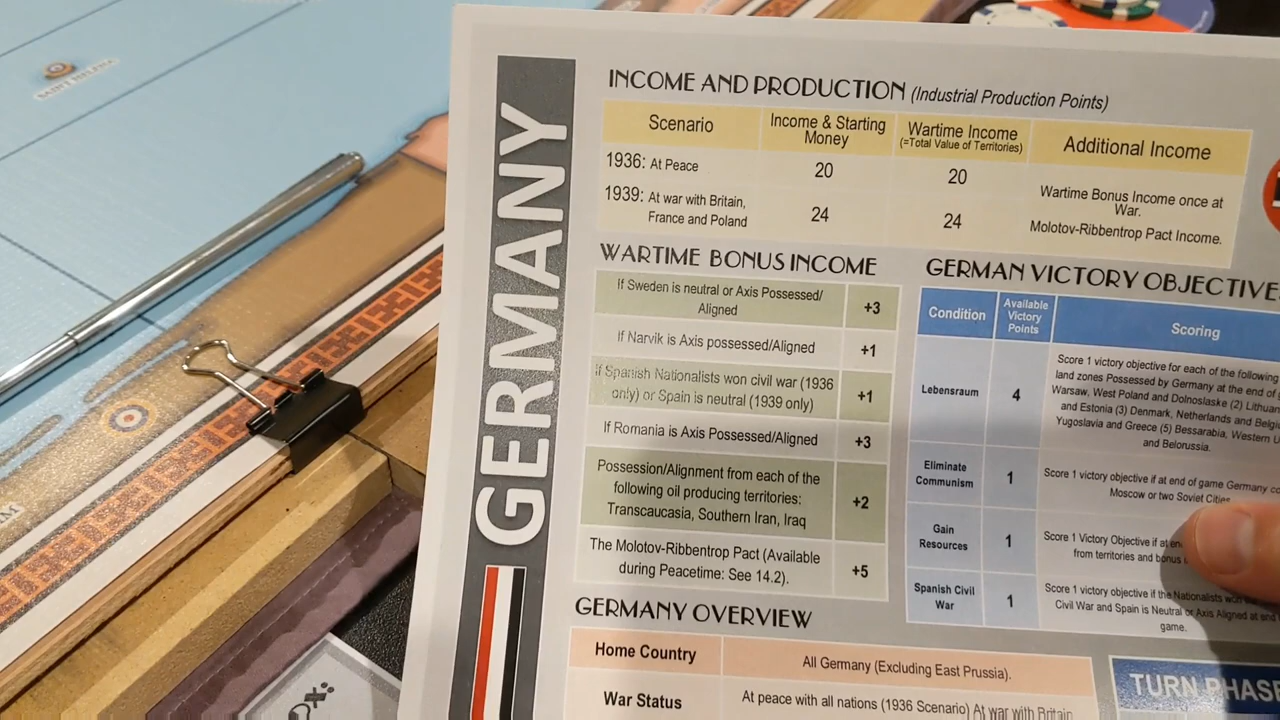 SAINT HELENA
GERMANY
INCOME AND PRODUCTION (Industrial Production Points)
Scenario
Income & Starting
Money
Wartime Income
(=Total Value of Territories)
Additional Income
1936: At Peace
20
20
1939: At war with Britain,
France and Poland
24
24
Wartime Bonus Income once at
War.
Molotov-Ribbentrop Pact Income.
WARTIME BONUS INCOME
If Sweden is neutral or Axis Possessed/
Aligned
+3
If Narvik is Axis possessed/Aligned
+1
If Spanish Nationalists won civil war (1936
only) or Spain is neutral (1939 only)
+1
If Romania is Axis Possessed/Aligned
+3
Possession/Alignment from each of the
following oil producing territories:
Transcaucasia, Southern Iran, Iraq
+2
The Molotov-Ribbentrop Pact (Available
during Peacetime: See 14.2).
+5
GERMAN VICTORY OBJECTIVE
Condition
Available
Victory
Points
Scoring
Lebensraum
4
Score 1 victory objective for each of the following
land zones Possessed by Germany at the end of
Warsaw, West Poland and Dolnoslaske (2)
and Estonia (3) Denmark, Netherlands and
Yugoslavia and Greece (5) Bessarabia, Western
and Belorussia.
Eliminate
Communism
1
Score 1 victory objective if at end of game Germany
Moscow or two Soviet Cities
Gain
Resources
1
Score 1 Victory Objective if at
from territories and bonus
Spanish Civil
War
1
Score 1 victory objective if the Nationalists
Civil War and Spain is Neutral or Axis Aligned at
game.
GERMANY OVERVIEW
Home Country
All Germany (Excluding East Prussia).
War Status
At peace with all nations (1936 Scenario) At war with Britain
TURN PHASE